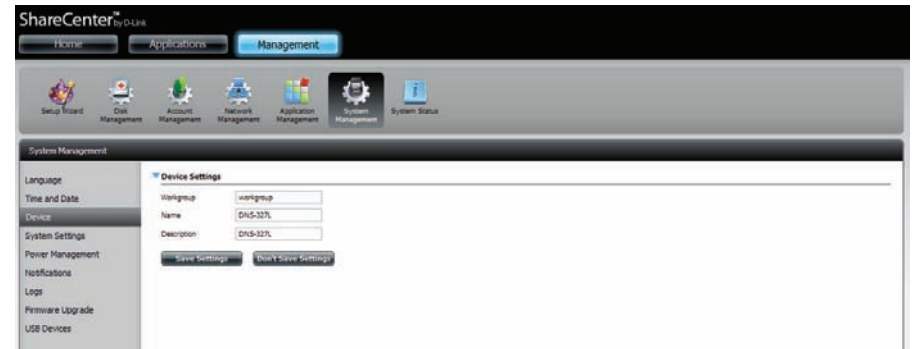 ShareCenter™ by D-Link
Home Applications Management
Setup Wizard Disk Management Account Management Network Management Application Management System Management System Status
System Management
Language
Time and Date
Device
System Settings
Power Management
Notifications
Logs
Firmware Upgrade
USB Devices
Device Settings
Workgroup workgroup
Name DNS-327L
Description DNS-327L
Save Settings Don't Save Settings